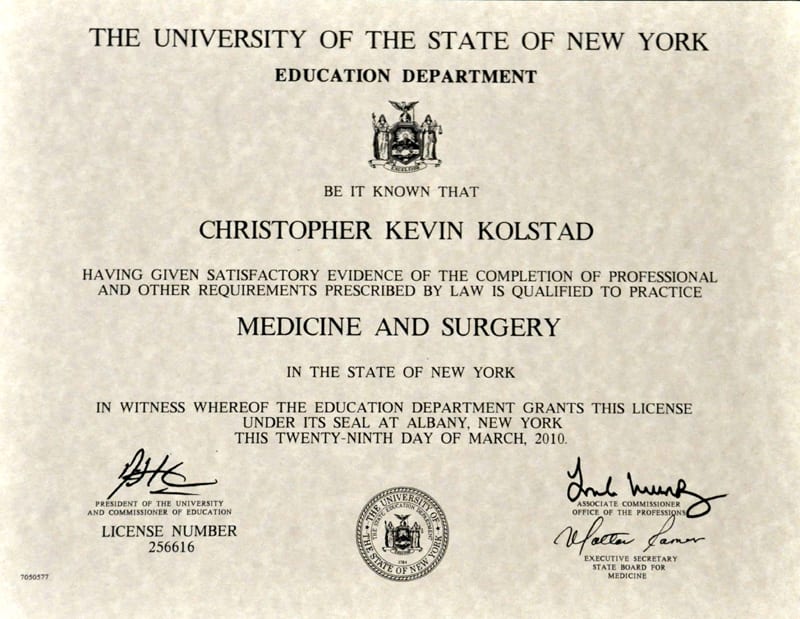 THE UNIVERSITY OF THE STATE OF NEW YORK
EDUCATION DEPARTMENT
EXCELSIOR
BE IT KNOWN THAT
CHRISTOPHER KEVIN KOLSTAD
HAVING GIVEN SATISFACTORY EVIDENCE OF THE COMPLETION OF PROFESSIONAL
AND OTHER REQUIREMENTS PRESCRIBED BY LAW IS QUALIFIED TO PRACTICE
MEDICINE AND SURGERY
IN THE STATE OF NEW YORK
IN WITNESS WHEREOF THE EDUCATION DEPARTMENT GRANTS THIS LICENSE
UNDER ITS SEAL AT ALBANY, NEW YORK
THIS TWENTY-NINTH DAY OF MARCH, 2010.
PRESIDENT OF THE UNIVERSITY
AND COMMISSIONER OF EDUCATION
LICENSE NUMBER
256616
THE UNIVERSITY OF
THE STATE OF NEW YORK
THE STATE EDUCATION DEPARTMENT
ASSOCIATE COMMISSIONER
OFFICE OF THE PROFESSIONS
EXECUTIVE SECRETARY
STATE BOARD FOR
MEDICINE
7050577